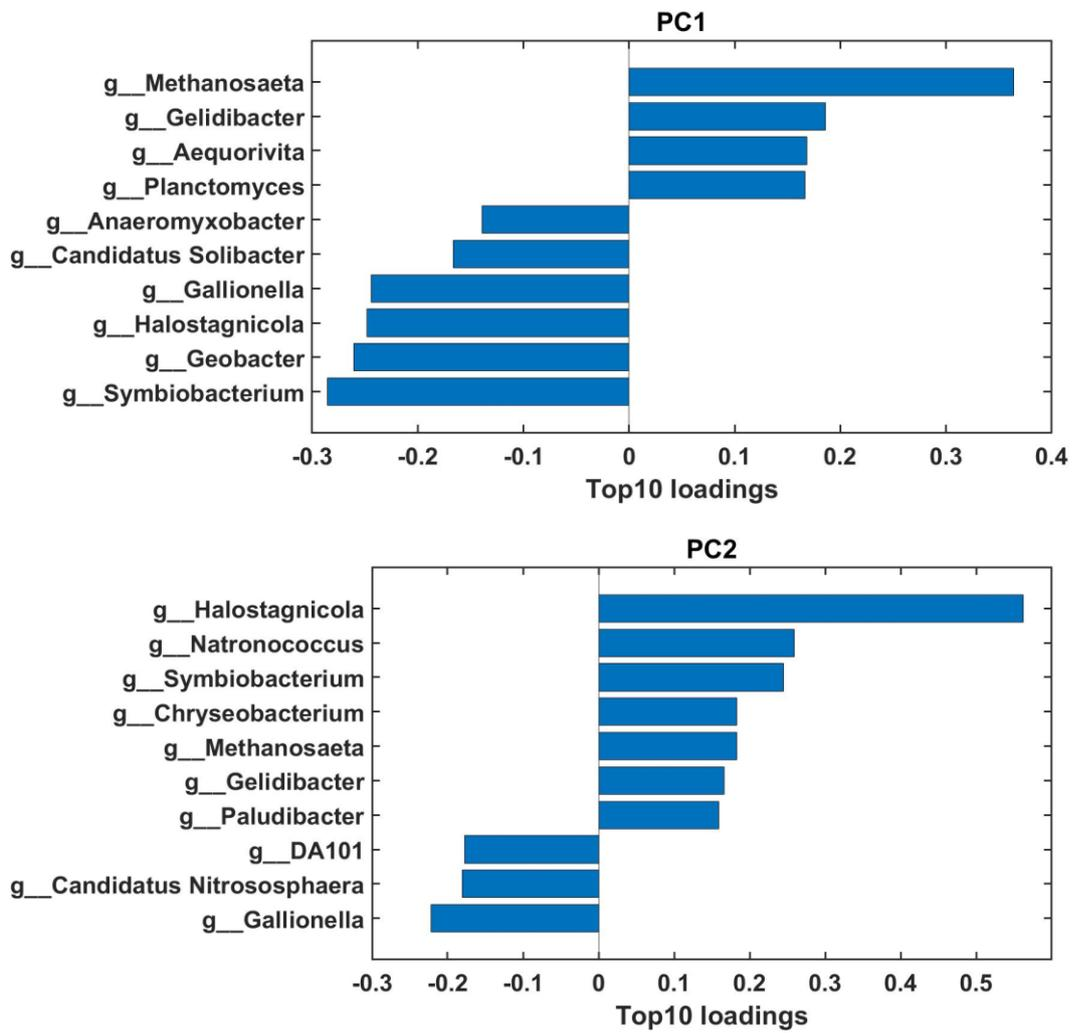 PC1
g__Methanosaeta
g__Gelidibacter
g__Aequorivita
g__Planctomyces
g__Anaeromyxobacter
g__Candidatus Solibacter
g__Gallionella
g__Halostagnicola
g__Geobacter
g__Symbiobacterium
-0.3 -0.2 -0.1 0 0.1 0.2 0.3 0.4
Top10 loadings
PC2
g__Halostagnicola
g__Natronococcus
g__Symbiobacterium
g__Chryseobacterium
g__Methanosaeta
g__Gelidibacter
g__Paludibacter
g__DA101
g__Candidatus Nitrososphaera
g__Gallionella
-0.3 -0.2 -0.1 0 0.1 0.2 0.3 0.4 0.5
Top10 loadings